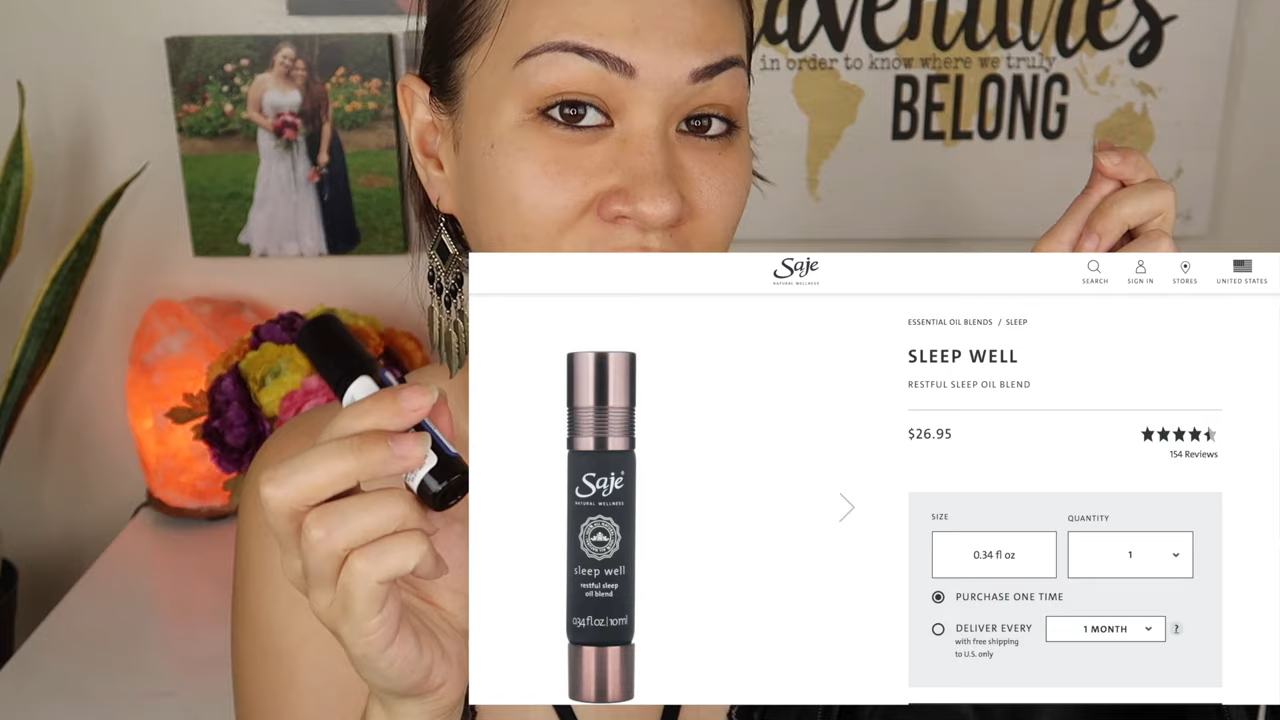 adventures
in order to know where we truly
BELONG
Saje
NATURAL WELLNESS
SEARCH
SIGN IN
STORES
UNITED STATES
ESSENTIAL OIL BLENDS / SLEEP
SLEEP WELL
RESTFUL SLEEP OIL BLEND
$26.95
154 Reviews
SIZE
QUANTITY
0.34 fl oz
1
PURCHASE ONE TIME
DELIVER EVERY
1 MONTH
?
with free shipping
to U.S. only
Saje®
NATURAL WELLNESS
sleep well
restful sleep
oil blend
0.34 fl oz. | 10 ml